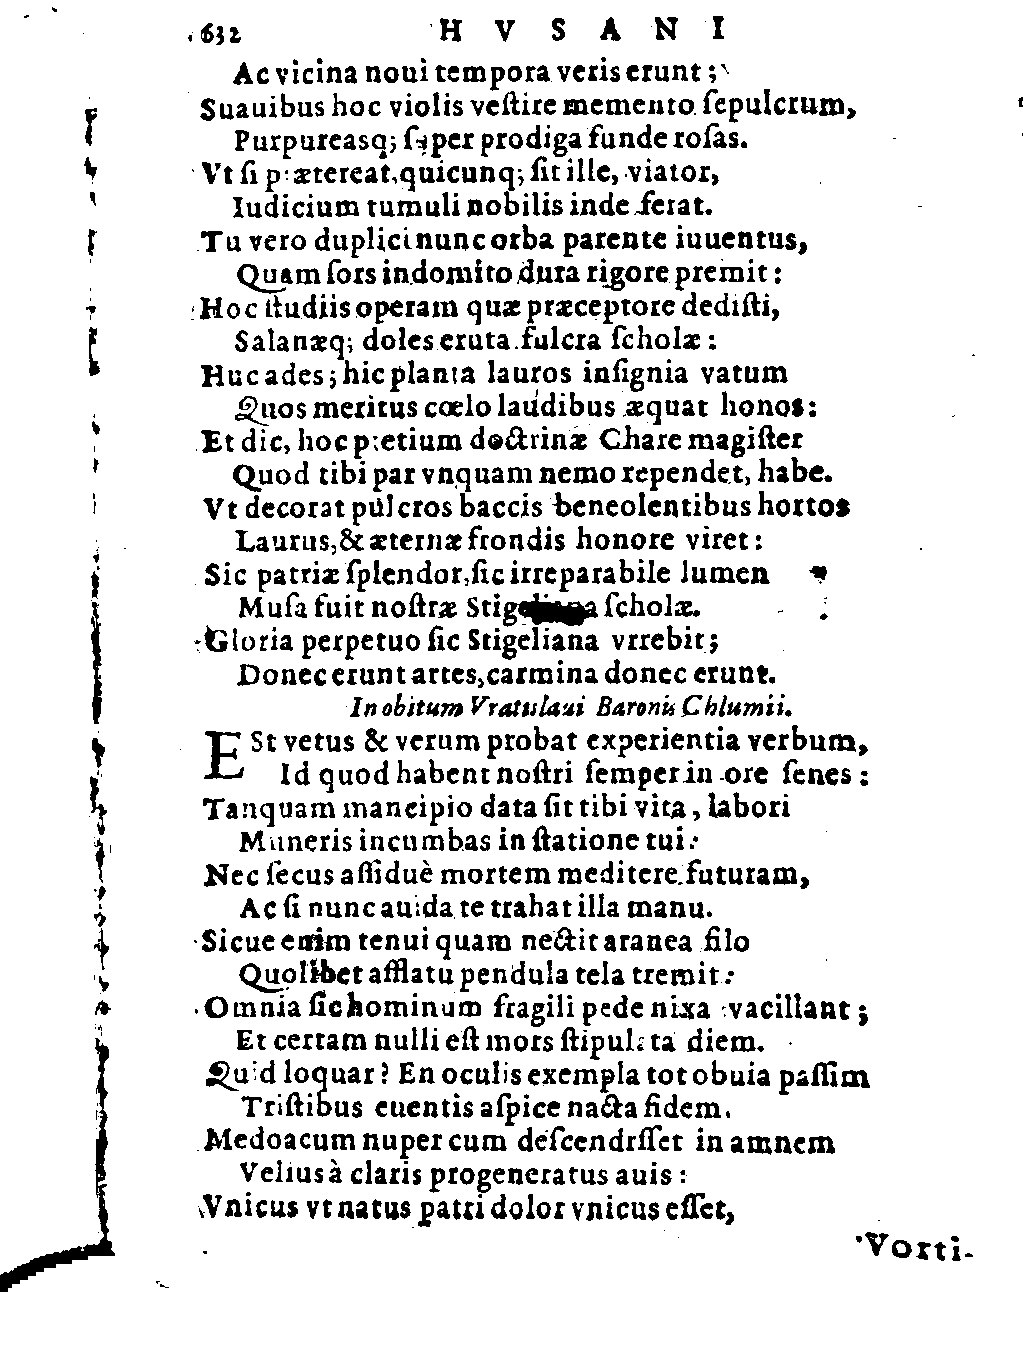 632 HVSANI
Ac vicina noui tempora veris erunt;
Suauibus hoc violis veſtire memento ſepulcrum,
Purpureasq; ſuper prodiga funde roſas.
Vt ſi prætereat, quicunq; ſit ille, viator,
Iudicium tumuli nobilis inde ferat.
Tu vero duplici nunc orba parente iuuentus,
Quam ſors indomito dura rigore premit:
Hoc ſtudiis operam quæ præceptore dediſti,
Salanæq; doles eruta fulcra ſcholæ:
Huc ades; hic planta lauros inſignia vatum
Quos meritus cœlo laudibus æquat honos:
Et dic, hoc pretium doctrinæ Chare magiſter
Quod tibi par vnquam nemo rependet, habe.
Vt decorat pulcros baccis beneolentibus hortos
Laurus, & æternæ frondis honore viret:
Sic patriæ ſplendor, ſic irreparabile lumen
Muſa fuit noſtræ Stigeliana ſcholæ.
Gloria perpetuo ſic Stigeliana vrrebit;
Donec erunt artes, carmina donec erunt.
In obitum Vratislaui Baronis Chlumii.
ESt vetus & verum probat experientia verbum,
Id quod habent noſtri ſemper in ore ſenes:
Tanquam mancipio data ſit tibi vita, labori
Muneris incumbas in ſtatione tui:
Nec ſecus aſſiduè mortem meditere futuram,
Ac ſi nunc auida te trahat illa manu.
Sicue enim tenui quam nectit aranea filo
Quolibet afflatu pendula tela tremit:
Omnia ſic hominum fragili pede nixa vacillant;
Et certam nulli eſt mors ſtipulata diem.
Quid loquar? En oculis exempla tot obuia paſſim
Triſtibus euentis aſpice nacta fidem.
Medoacum nuper cum deſcendrſſet in amnem
Velius à claris progeneratus auis:
Vnicus vt natus patri dolor vnicus eſſet,
Vorti-